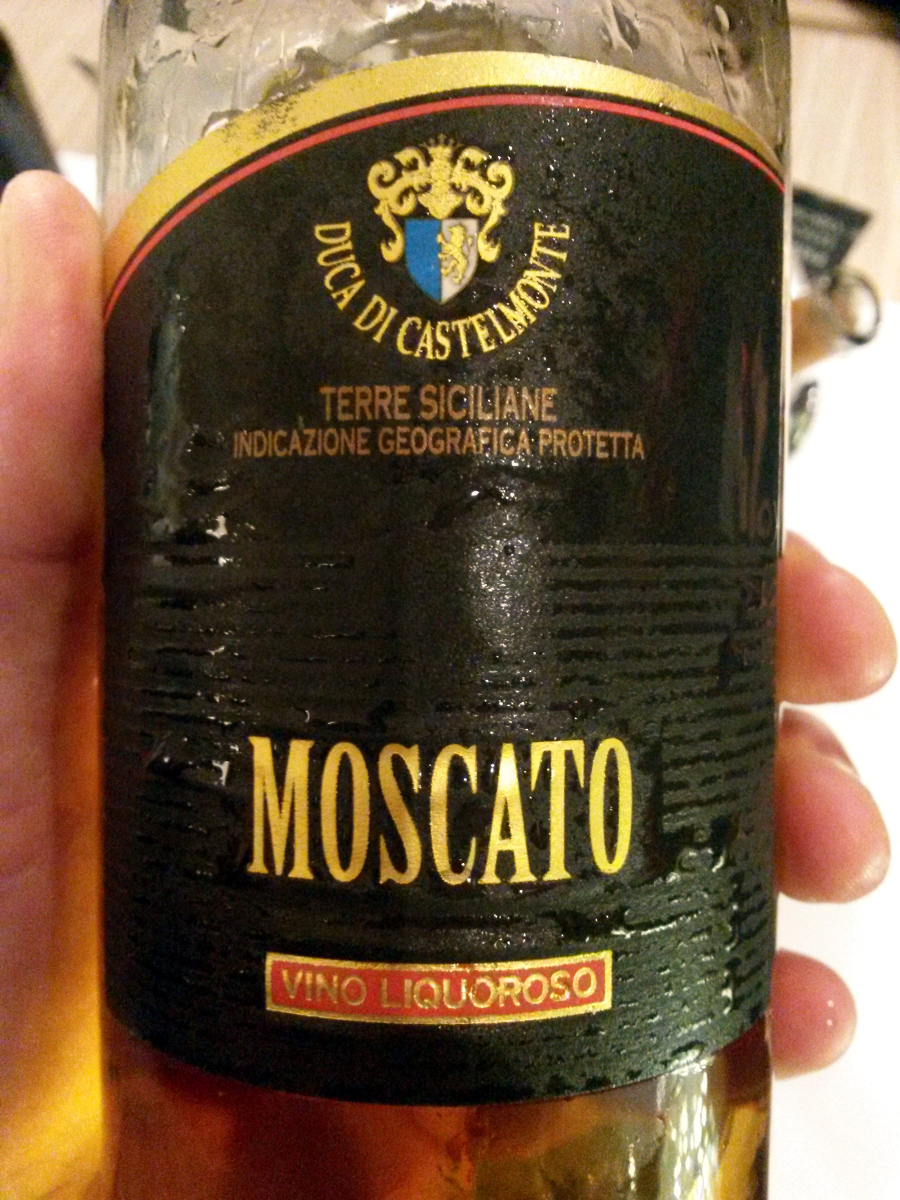 DUCA DI CASTELMONTE
TERRE SICILIANE
INDICAZIONE GEOGRAFICA PROTETTA
MOSCATO
VINO LIQUOROSO